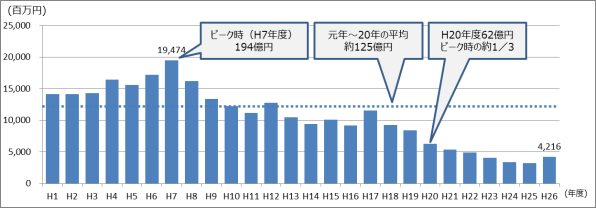 (百万円)
25,000
20,000
15,000
10,000
5,000
0
19,474
ピーク時（H7年度）
194億円
元年～20年の平均
約125億円
H20年度62億円
ピーク時の約1／3
4,216
H1 H2 H3 H4 H5 H6 H7 H8 H9 H10 H11 H12 H13 H14 H15 H16 H17 H18 H19 H20 H21 H22 H23 H24 H25 H26 (年度)